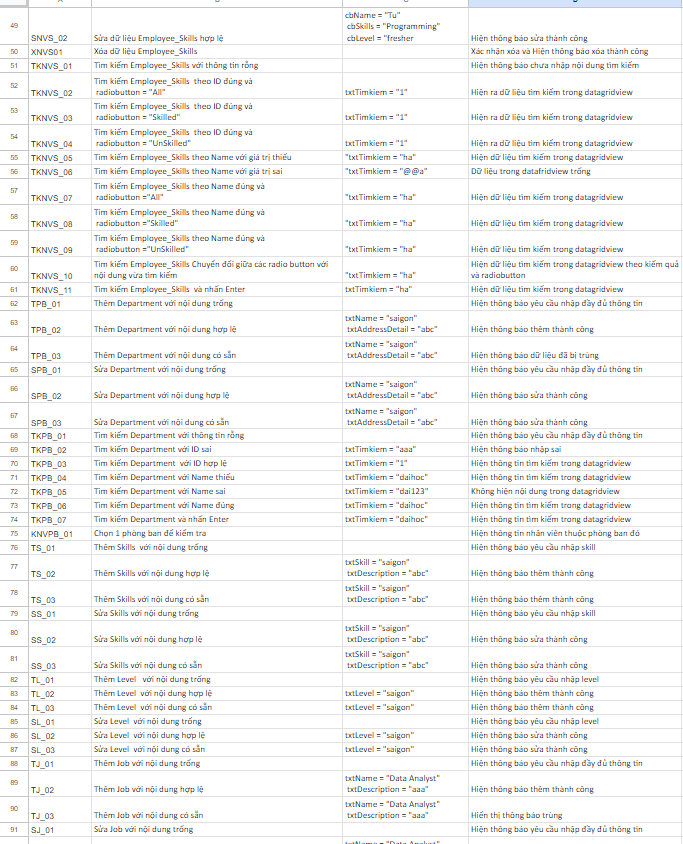 49 SNVS_02 Sửa dữ liệu Employee_Skills hợp lệ cbName = "Tu" cbSkills = "Programming" cbLevel = "fresher Hiện thông báo sửa thành công
50 XNVS01 Xóa dữ liệu Employee_Skills Xác nhận xóa và Hiện thông báo xóa thành công
51 TKNVS_01 Tìm kiếm Employee_Skills với thông tin rỗng Hiện thông báo chưa nhập nội dung tìm kiếm
52 TKNVS_02 Tìm kiếm Employee_Skills theo ID đúng và radiobutton = "All" txtTimkiem = "1" Hiện ra dữ liệu tìm kiếm trong datagridview
53 TKNVS_03 Tìm kiếm Employee_Skills theo ID đúng và radiobutton = "Skilled" txtTimkiem = "1" Hiện ra dữ liệu tìm kiếm trong datagridview
54 TKNVS_04 Tìm kiếm Employee_Skills theo ID đúng và radiobutton = "UnSkilled" txtTimkiem = "1" Hiện ra dữ liệu tìm kiếm trong datagridview
55 TKNVS_05 Tìm kiếm Employee_Skills theo Name với giá trị thiếu "txtTimkiem = "ha" Hiện dữ liệu tìm kiếm trong datagridview
56 TKNVS_06 Tìm kiếm Employee_Skills theo Name với giá trị sai "txtTimkiem = "@@a" Dữ liệu trong datafridview trống
57 TKNVS_07 Tìm kiếm Employee_Skills theo Name đúng và radiobutton ="All" "txtTimkiem = "ha" Hiện dữ liệu tìm kiếm trong datagridview
58 TKNVS_08 Tìm kiếm Employee_Skills theo Name đúng và radiobutton ="Skilled" "txtTimkiem = "ha" Hiện dữ liệu tìm kiếm trong datagridview
59 TKNVS_09 Tìm kiếm Employee_Skills theo Name đúng và radiobutton ="UnSkilled" "txtTimkiem = "ha" Hiện dữ liệu tìm kiếm trong datagridview
60 TKNVS_10 Tìm kiếm Employee_Skills Chuyển đổi giữa các radio button với nội dung vừa tìm kiếm "txtTimkiem = "ha" Hiện dữ liệu tìm kiếm trong datagridview theo kiếm quả và radiobutton
61 TKNVS_11 Tìm kiếm Employee_Skills và nhấn Enter txtTimkiem = "ha" Hiện dữ liệu tìm kiếm trong datagridview
62 TPB_01 Thêm Department với nội dung trống Hiện thông báo yêu cầu nhập đầy đủ thông tin
63 TPB_02 Thêm Department với nội dung hợp lệ txtName = "saigon" txtAddressDetail = "abc" Hiện thông báo thêm thành công
64 TPB_03 Thêm Department với nội dung có sẵn txtName = "saigon" txtAddressDetail = "abc" Hiện thông báo dữ liệu đã bị trùng
65 SPB_01 Sửa Department với nội dung trống Hiện thông báo yêu cầu nhập đầy đủ thông tin
66 SPB_02 Sửa Department với nội dung hợp lệ txtName = "saigon" txtAddressDetail = "abc" Hiện thông báo sửa thành công
67 SPB_03 Sửa Department với nội dung có sẵn txtName = "saigon" txtAddressDetail = "abc" Hiện thông báo sửa thành công
68 TKPB_01 Tìm kiếm Department với thông tin rỗng Hiện thông báo yêu cầu nhập đầy đủ thông tin
69 TKPB_02 Tìm kiếm Department với ID sai txtTimkiem = "aaa" Hiện thông báo nhập sai
70 TKPB_03 Tìm kiếm Department với ID hợp lệ txtTimkiem = "1" Hiện thông tin tìm kiếm trong datagridview
71 TKPB_04 Tìm kiếm Department với Name thiếu txtTimkiem = "daihoc" Hiện thông tin tìm kiếm trong datagridview
72 TKPB_05 Tìm kiếm Department với Name sai txtTimkiem = "dai123" Không hiện nội dung trong datagridview
73 TKPB_06 Tìm kiếm Department với Name đúng txtTimkiem = "daihoc" Hiện thông tin tìm kiếm trong datagridview
74 TKPB_07 Tìm kiếm Department và nhấn Enter txtTimkiem = "daihoc" Hiện thông tin tìm kiếm trong datagridview
75 KNVPB_01 Chọn 1 phòng ban để kiểm tra Hiện thông tin nhân viên thuộc phòng ban đó
76 TS_01 Thêm Skills với nội dung trống Hiện thông báo yêu cầu nhập skill
77 TS_02 Thêm Skills với nội dung hợp lệ txtSkill = "saigon" txtDescription = "abc" Hiện thông báo thêm thành công
78 TS_03 Thêm Skills với nội dung có sẵn txtSkill = "saigon" txtDescription = "abc" Hiện thông báo thêm thành công
79 SS_01 Sửa Skills với nội dung trống Hiện thông báo yêu cầu nhập skill
80 SS_02 Sửa Skills với nội dung hợp lệ txtSkill = "saigon" txtDescription = "abc" Hiện thông báo sửa thành công
81 SS_03 Sửa Skills với nội dung có sẵn txtSkill = "saigon" txtDescription = "abc" Hiện thông báo sửa thành công
82 TL_01 Thêm Level với nội dung trống Hiện thông báo yêu cầu nhập level
83 TL_02 Thêm Level với nội dung hợp lệ txtLevel = "saigon" Hiện thông báo thêm thành công
84 TL_03 Thêm Level với nội dung có sẵn txtLevel = "saigon" Hiện thông báo thêm thành công
85 SL_01 Sửa Level với nội dung trống Hiện thông báo yêu cầu nhập level
86 SL_02 Sửa Level với nội dung hợp lệ txtLevel = "saigon" Hiện thông báo sửa thành công
87 SL_03 Sửa Level với nội dung có sẵn txtLevel = "saigon" Hiện thông báo sửa thành công
88 TJ_01 Thêm Job với nội dung trống Hiện thông báo yêu cầu nhập đầy đủ thông tin
89 TJ_02 Thêm Job với nội dung hợp lệ txtName = "Data Analyst" txtDescription = "aaa" Hiện thông báo thêm thành công
90 TJ_03 Thêm Job với nội dung có sẵn txtName = "Data Analyst" txtDescription = "aaa" Hiển thị thông báo trùng
91 SJ_01 Sửa Job với nội dung trống Hiện thông báo yêu cầu nhập đầy đủ thông tin